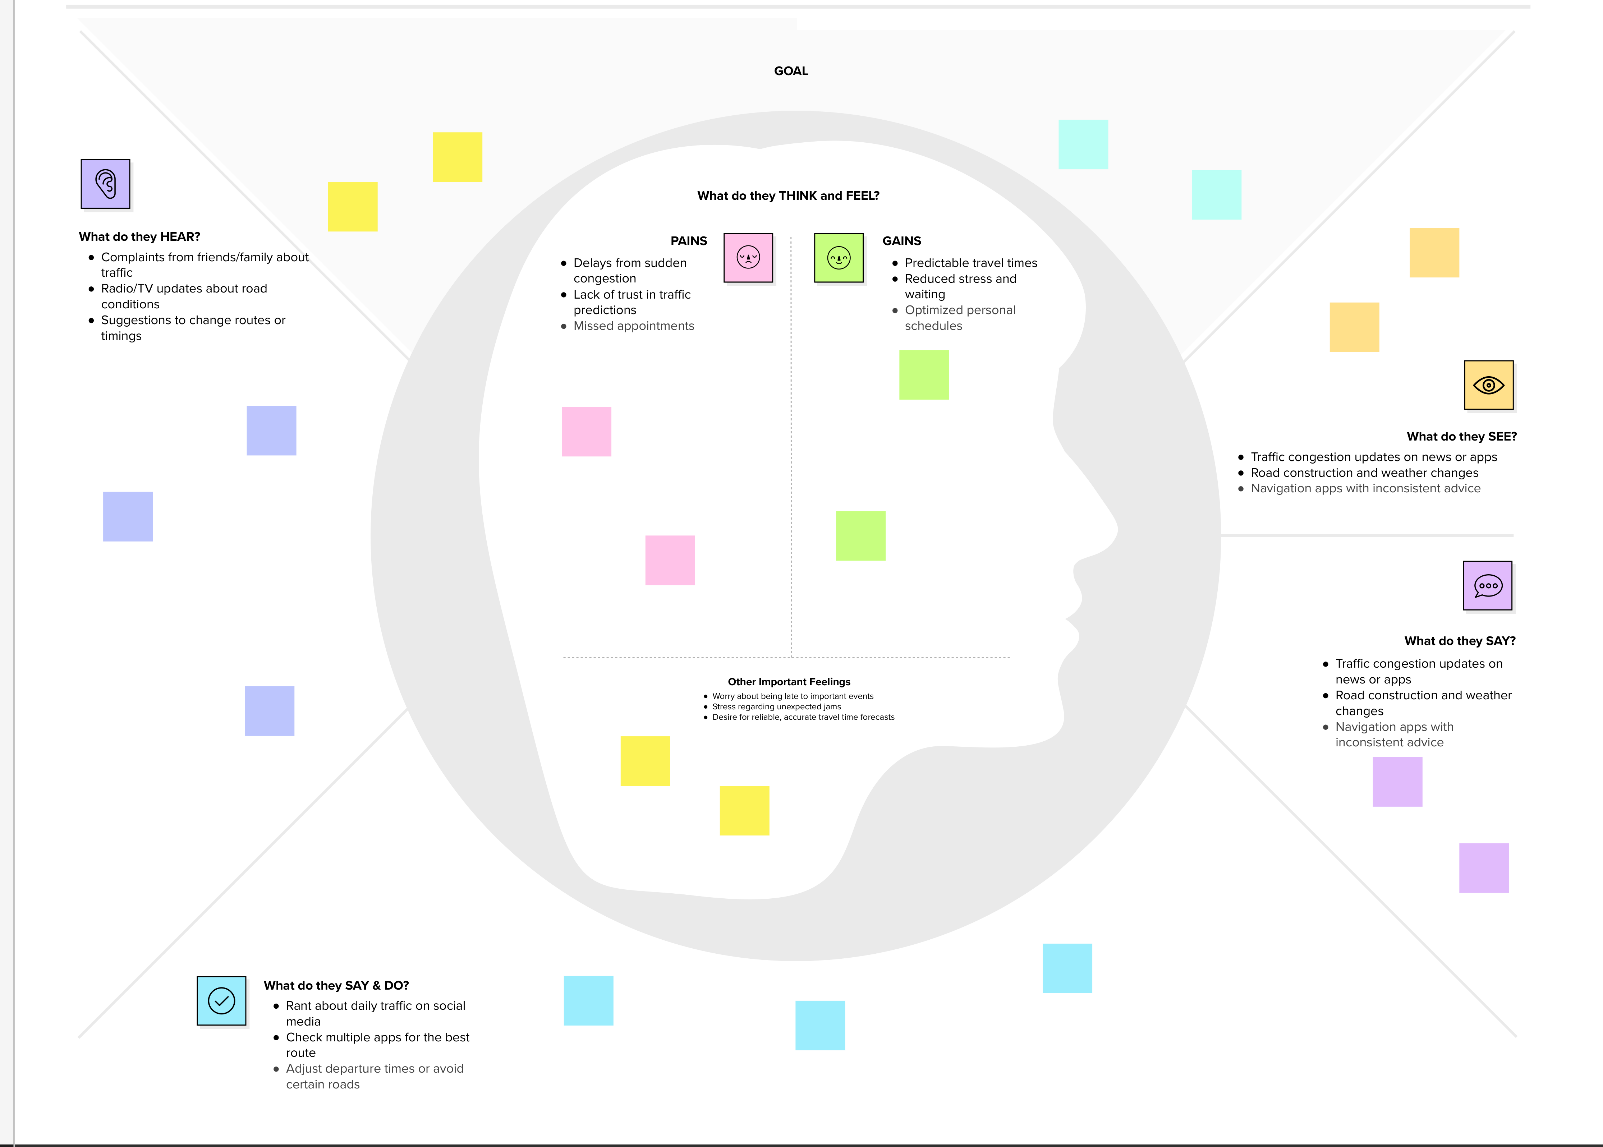 GOAL
What do they HEAR?
● Complaints from friends/family about
traffic
● Radio/TV updates about road
conditions
● Suggestions to change routes or
timings
What do they THINK and FEEL?
PAINS
● Delays from sudden
congestion
● Lack of trust in traffic
predictions
● Missed appointments
GAINS
● Predictable travel times
● Reduced stress and
waiting
● Optimized personal
schedules
What do they SEE?
● Traffic congestion updates on news or apps
● Road construction and weather changes
● Navigation apps with inconsistent advice
What do they SAY?
● Traffic congestion updates on
news or apps
● Road construction and weather
changes
● Navigation apps with
inconsistent advice
Other Important Feelings
● Worry about being late to important events
● Stress regarding unexpected jams
● Desire for reliable, accurate travel time forecasts
What do they SAY & DO?
● Rant about daily traffic on social
media
● Check multiple apps for the best
route
● Adjust departure times or avoid
certain roads